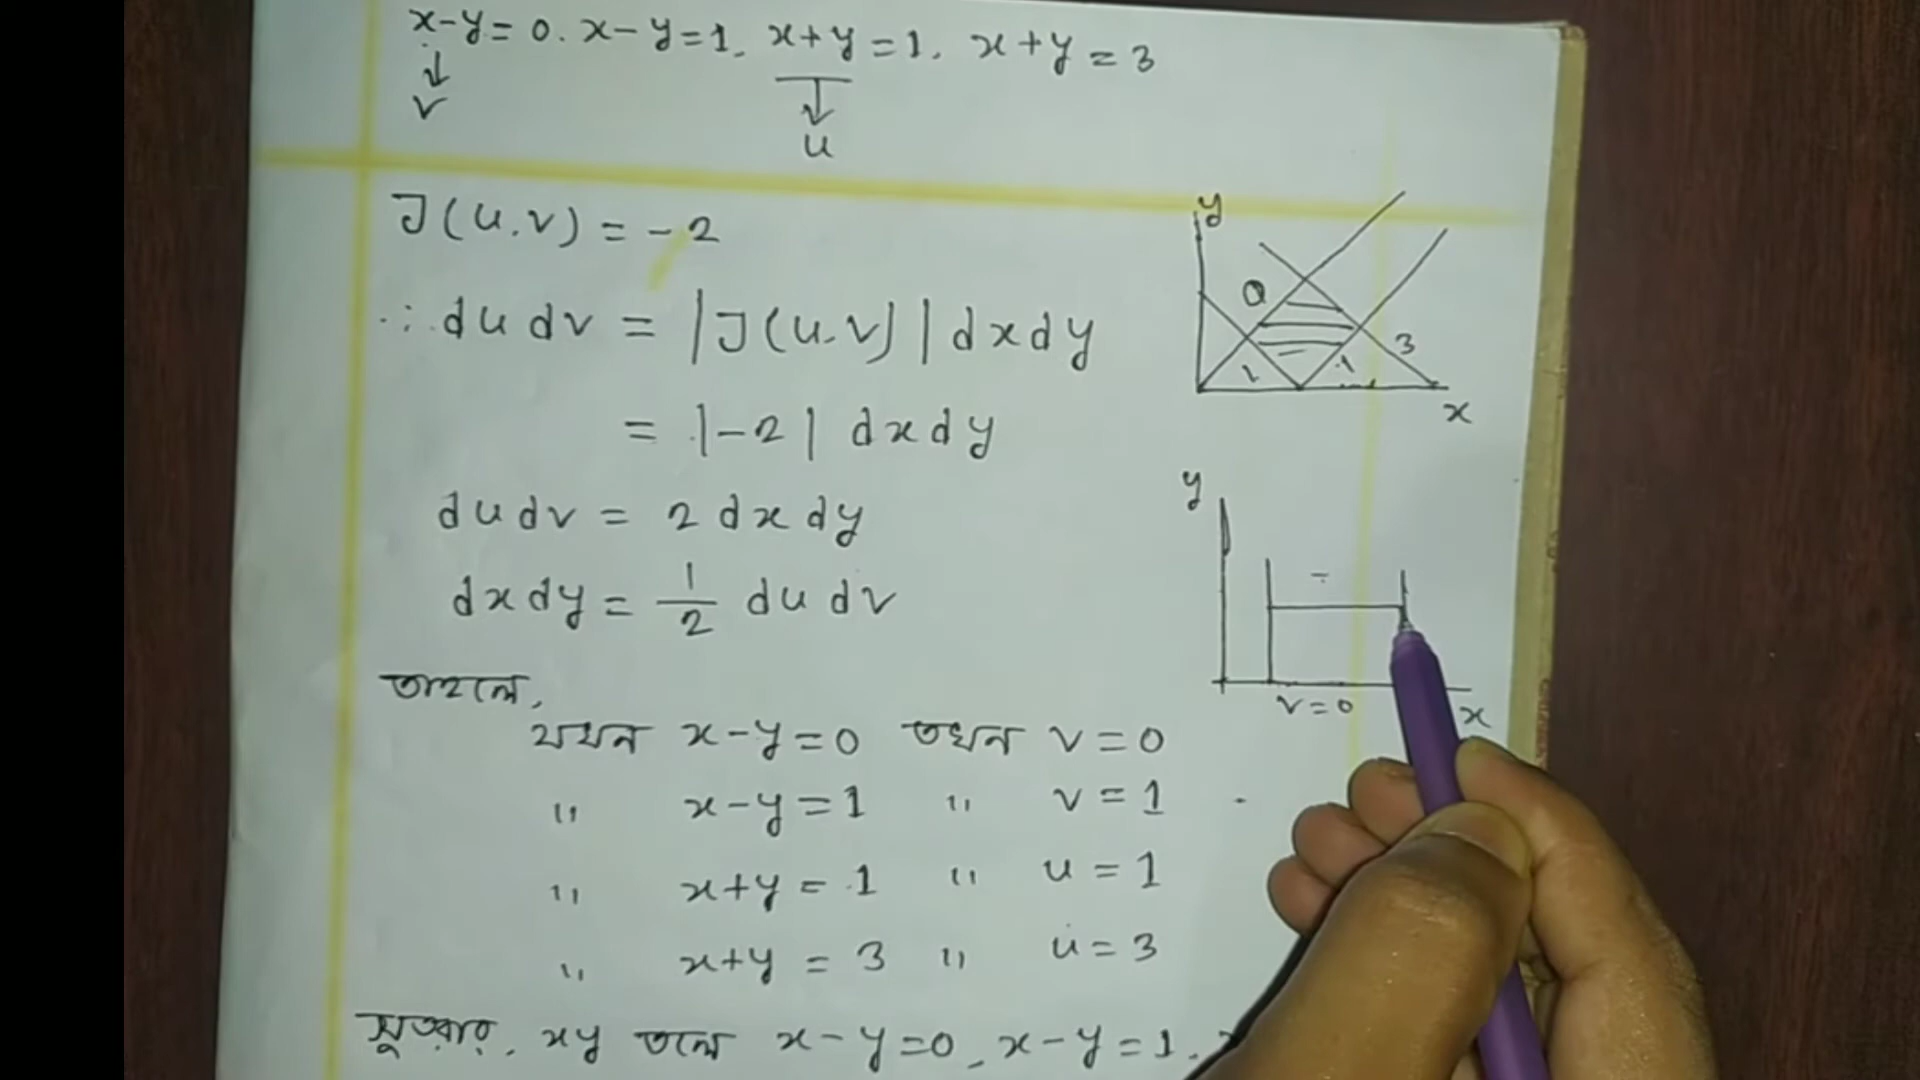 x-y=0. x-y=1, x+y=1, x+y=3
↓ ↓
v u
J(u,v) = -2
∴ du dv = |J(u,v)| dx dy
= |-2| dx dy
du dv = 2 dx dy
dx dy = 1/2 du dv
তাহলে,
যখন x-y=0 তখন v=0
" x-y=1 " v=1
" x+y=1 " u=1
" x+y=3 " u=3
সুতরাং, xy তলে x-y=0, x-y=1,
y
0
3
1
1
x
y
v=0
x